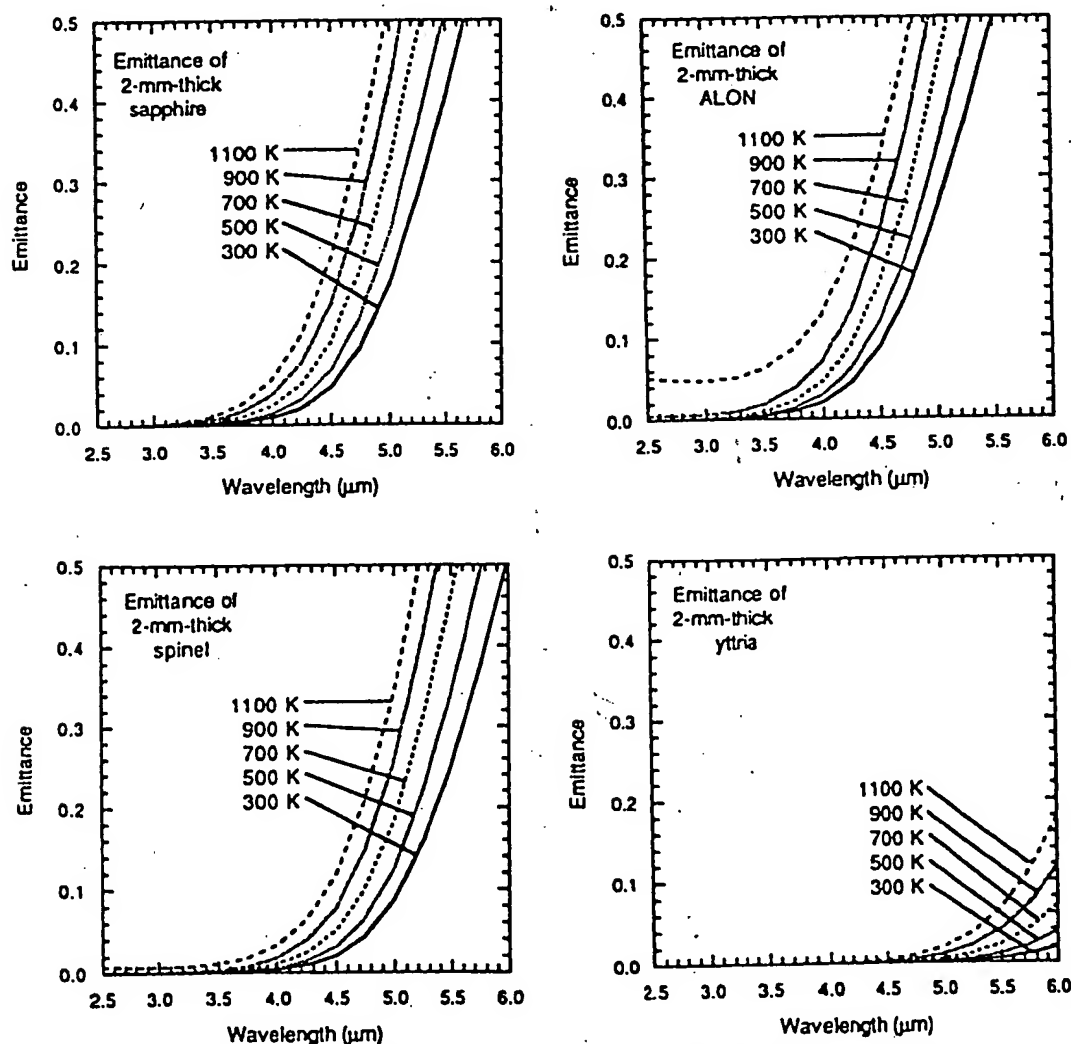 Emittance of
2-mm-thick
sapphire
1100 K
900 K
700 K
500 K
300 K
Emittance
0.5
0.4
0.3
0.2
0.1
0.0
2.5 3.0 3.5 4.0 4.5 5.0 5.5 6.0
Wavelength (µm)
Emittance of
2-mm-thick
ALON
1100 K
900 K
700 K
500 K
300 K
Emittance
0.5
0.4
0.3
0.2
0.1
0.0
2.5 3.0 3.5 4.0 4.5 5.0 5.5 6.0
Wavelength (µm)
Emittance of
2-mm-thick
spinel
1100 K
900 K
700 K
500 K
300 K
Emittance
0.5
0.4
0.3
0.2
0.1
0.0
2.5 3.0 3.5 4.0 4.5 5.0 5.5 6.0
Wavelength (µm)
Emittance of
2-mm-thick
yttria
1100 K
900 K
700 K
500 K
300 K
Emittance
0.5
0.4
0.3
0.2
0.1
0.0
2.5 3.0 3.5 4.0 4.5 5.0 5.5 6.0
Wavelength (µm)